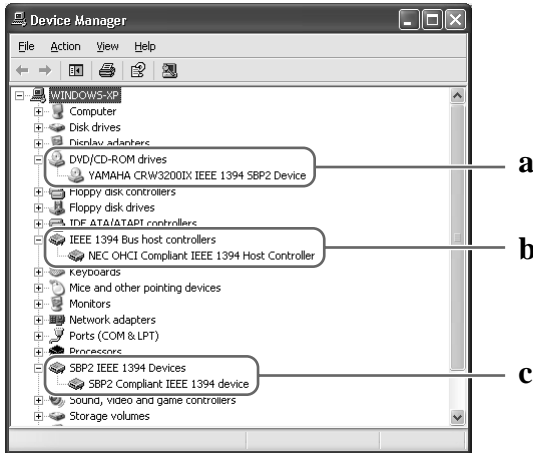 Device Manager
File Action View Help
WINDOWS-XP
Computer
Disk drives
Display adapters
DVD/CD-ROM drives
YAMAHA CRW3200IX IEEE 1394 SBP2 Device
Floppy disk controllers
Floppy disk drives
IDE ATA/ATAPI controllers
IEEE 1394 Bus host controllers
NEC OHCI Compliant IEEE 1394 Host Controller
Keyboards
Mice and other pointing devices
Monitors
Network adapters
Ports (COM & LPT)
Processors
SBP2 IEEE 1394 Devices
SBP2 Compliant IEEE 1394 device
Sound, video and game controllers
Storage volumes
a
b
c